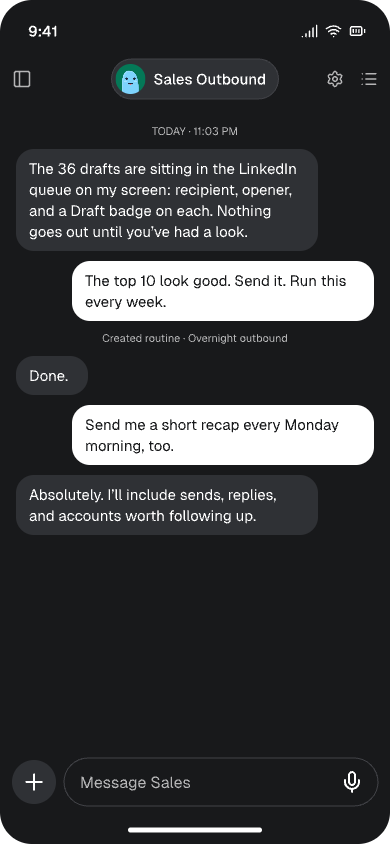 9:41
Sales Outbound
TODAY · 11:03 PM
The 36 drafts are sitting in the LinkedIn
queue on my screen: recipient, opener,
and a Draft badge on each. Nothing
goes out until you’ve had a look.
The top 10 look good. Send it. Run this
every week.
Created routine · Overnight outbound
Done.
Send me a short recap every Monday
morning, too.
Absolutely. I’ll include sends, replies,
and accounts worth following up.
Message Sales